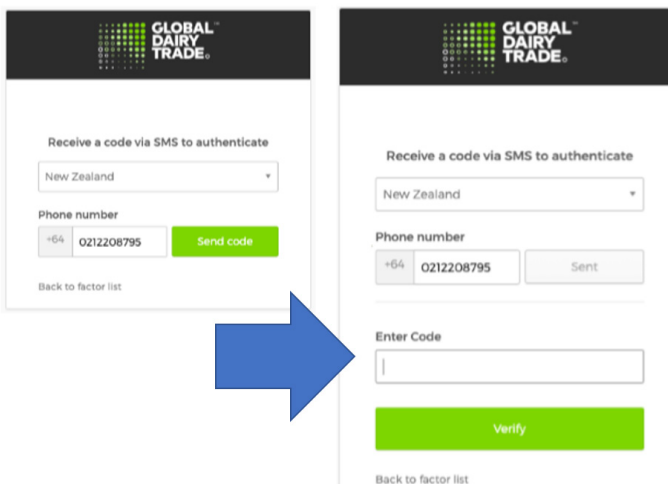 GLOBAL™
DAIRY
TRADE®
Receive a code via SMS to authenticate
New Zealand
Phone number
+64 0212208795 Send code
Back to factor list
GLOBAL™
DAIRY
TRADE®
Receive a code via SMS to authenticate
New Zealand
Phone number
+64 0212208795 Sent
Enter Code
Verify
Back to factor list